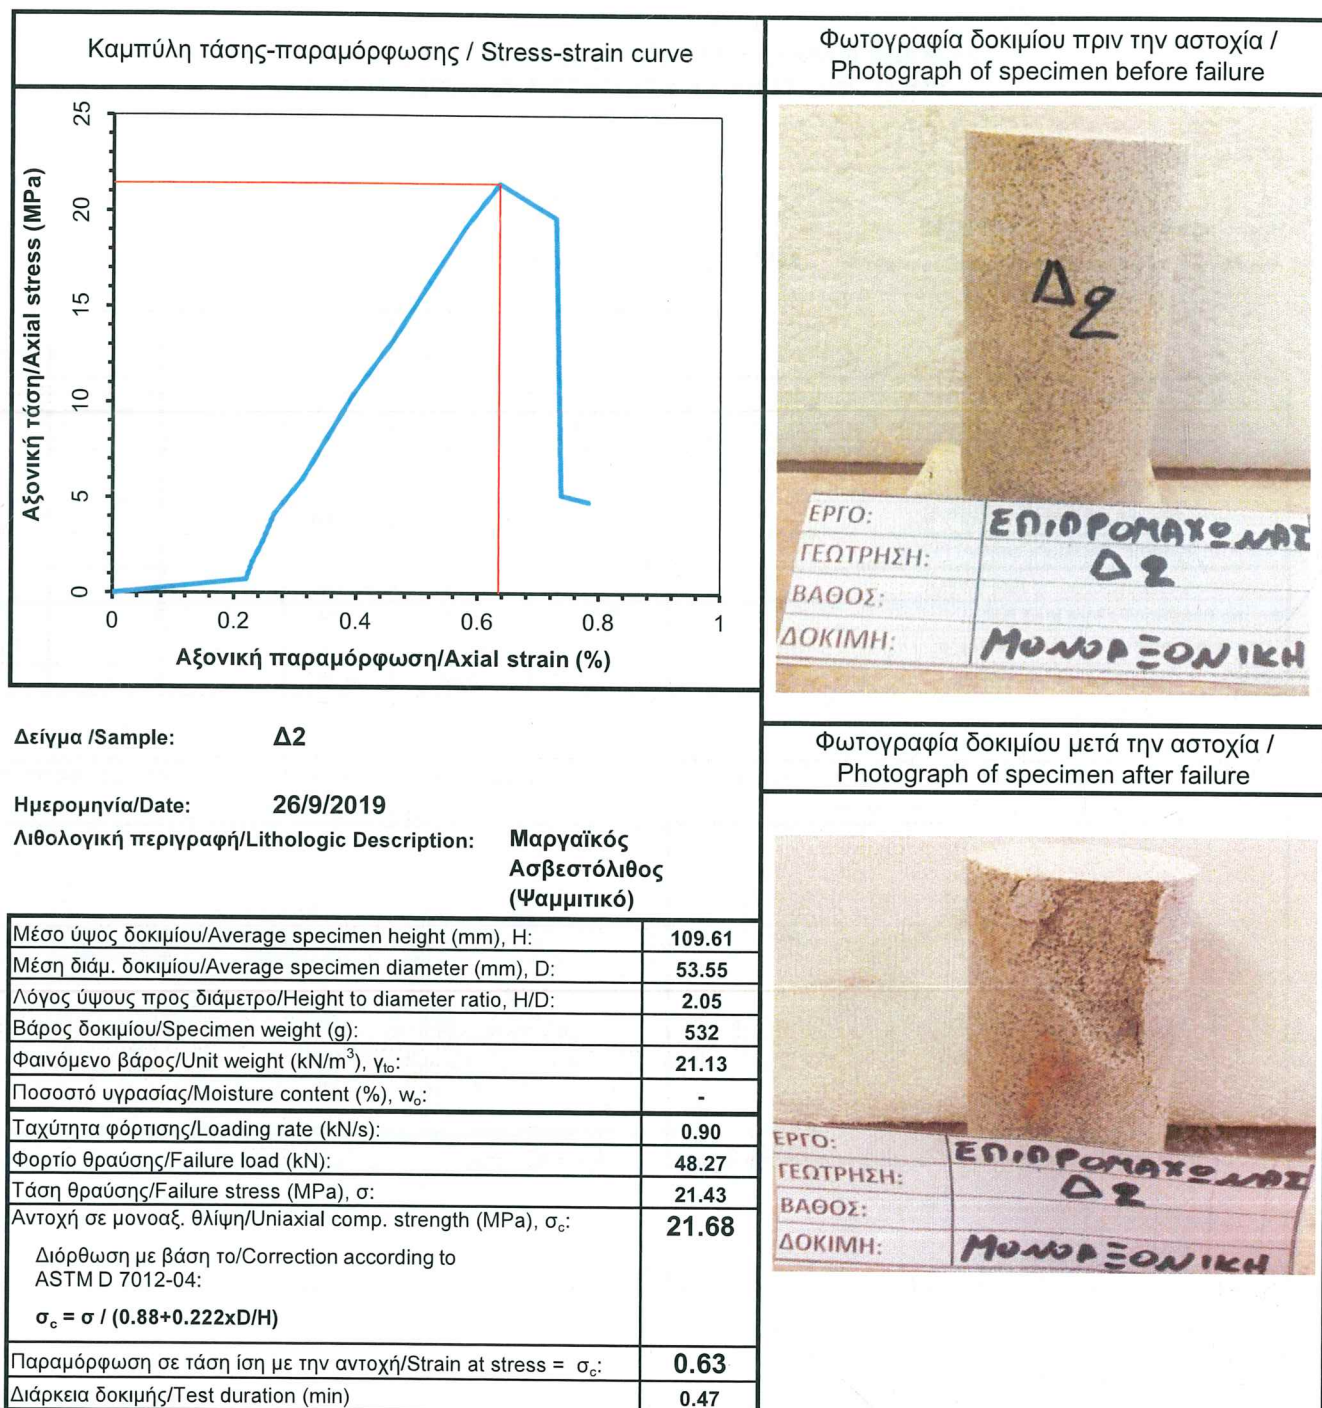 Καμπύλη τάσης-παραμόρφωσης / Stress-strain curve
Αξονική τάση/Axial stress (MPa)
25
20
15
10
5
0
0 0.2 0.4 0.6 0.8 1
Αξονική παραμόρφωση/Axial strain (%)
Φωτογραφία δοκιμίου πριν την αστοχία /
Photograph of specimen before failure
Δ2
ΕΡΓΟ: ΕΠΙΠΡΟΜΑΧΩΝΑΣ
ΓΕΩΤΡΗΣΗ: Δ2
ΒΑΘΟΣ:
ΔΟΚΙΜΗ: ΜΟΝΟΑΞΟΝΙΚΗ
Δείγμα /Sample: Δ2
Ημερομηνία/Date: 26/9/2019
Λιθολογική περιγραφή/Lithologic Description: Μαργαϊκός
Ασβεστόλιθος
(Ψαμμιτικό)
Μέσο ύψος δοκιμίου/Average specimen height (mm), H: 109.61
Μέση διάμ. δοκιμίου/Average specimen diameter (mm), D: 53.55
Λόγος ύψους προς διάμετρο/Height to diameter ratio, H/D: 2.05
Βάρος δοκιμίου/Specimen weight (g): 532
Φαινόμενο βάρος/Unit weight (kN/m³), γto: 21.13
Ποσοστό υγρασίας/Moisture content (%), wo: -
Ταχύτητα φόρτισης/Loading rate (kN/s): 0.90
Φορτίο θραύσης/Failure load (kN): 48.27
Τάση θραύσης/Failure stress (MPa), σ: 21.43
Αντοχή σε μονοαξ. θλίψη/Uniaxial comp. strength (MPa), σc: 21.68
Διόρθωση με βάση το/Correction according to
ASTM D 7012-04:
σc = σ / (0.88+0.222xD/H)
Παραμόρφωση σε τάση ίση με την αντοχή/Strain at stress = σc: 0.63
Διάρκεια δοκιμής/Test duration (min) 0.47
Φωτογραφία δοκιμίου μετά την αστοχία /
Photograph of specimen after failure
ΕΡΓΟ: ΕΠΙΠΡΟΜΑΧΩΝΑΣ
ΓΕΩΤΡΗΣΗ: Δ2
ΒΑΘΟΣ:
ΔΟΚΙΜΗ: ΜΟΝΟΑΞΟΝΙΚΗ